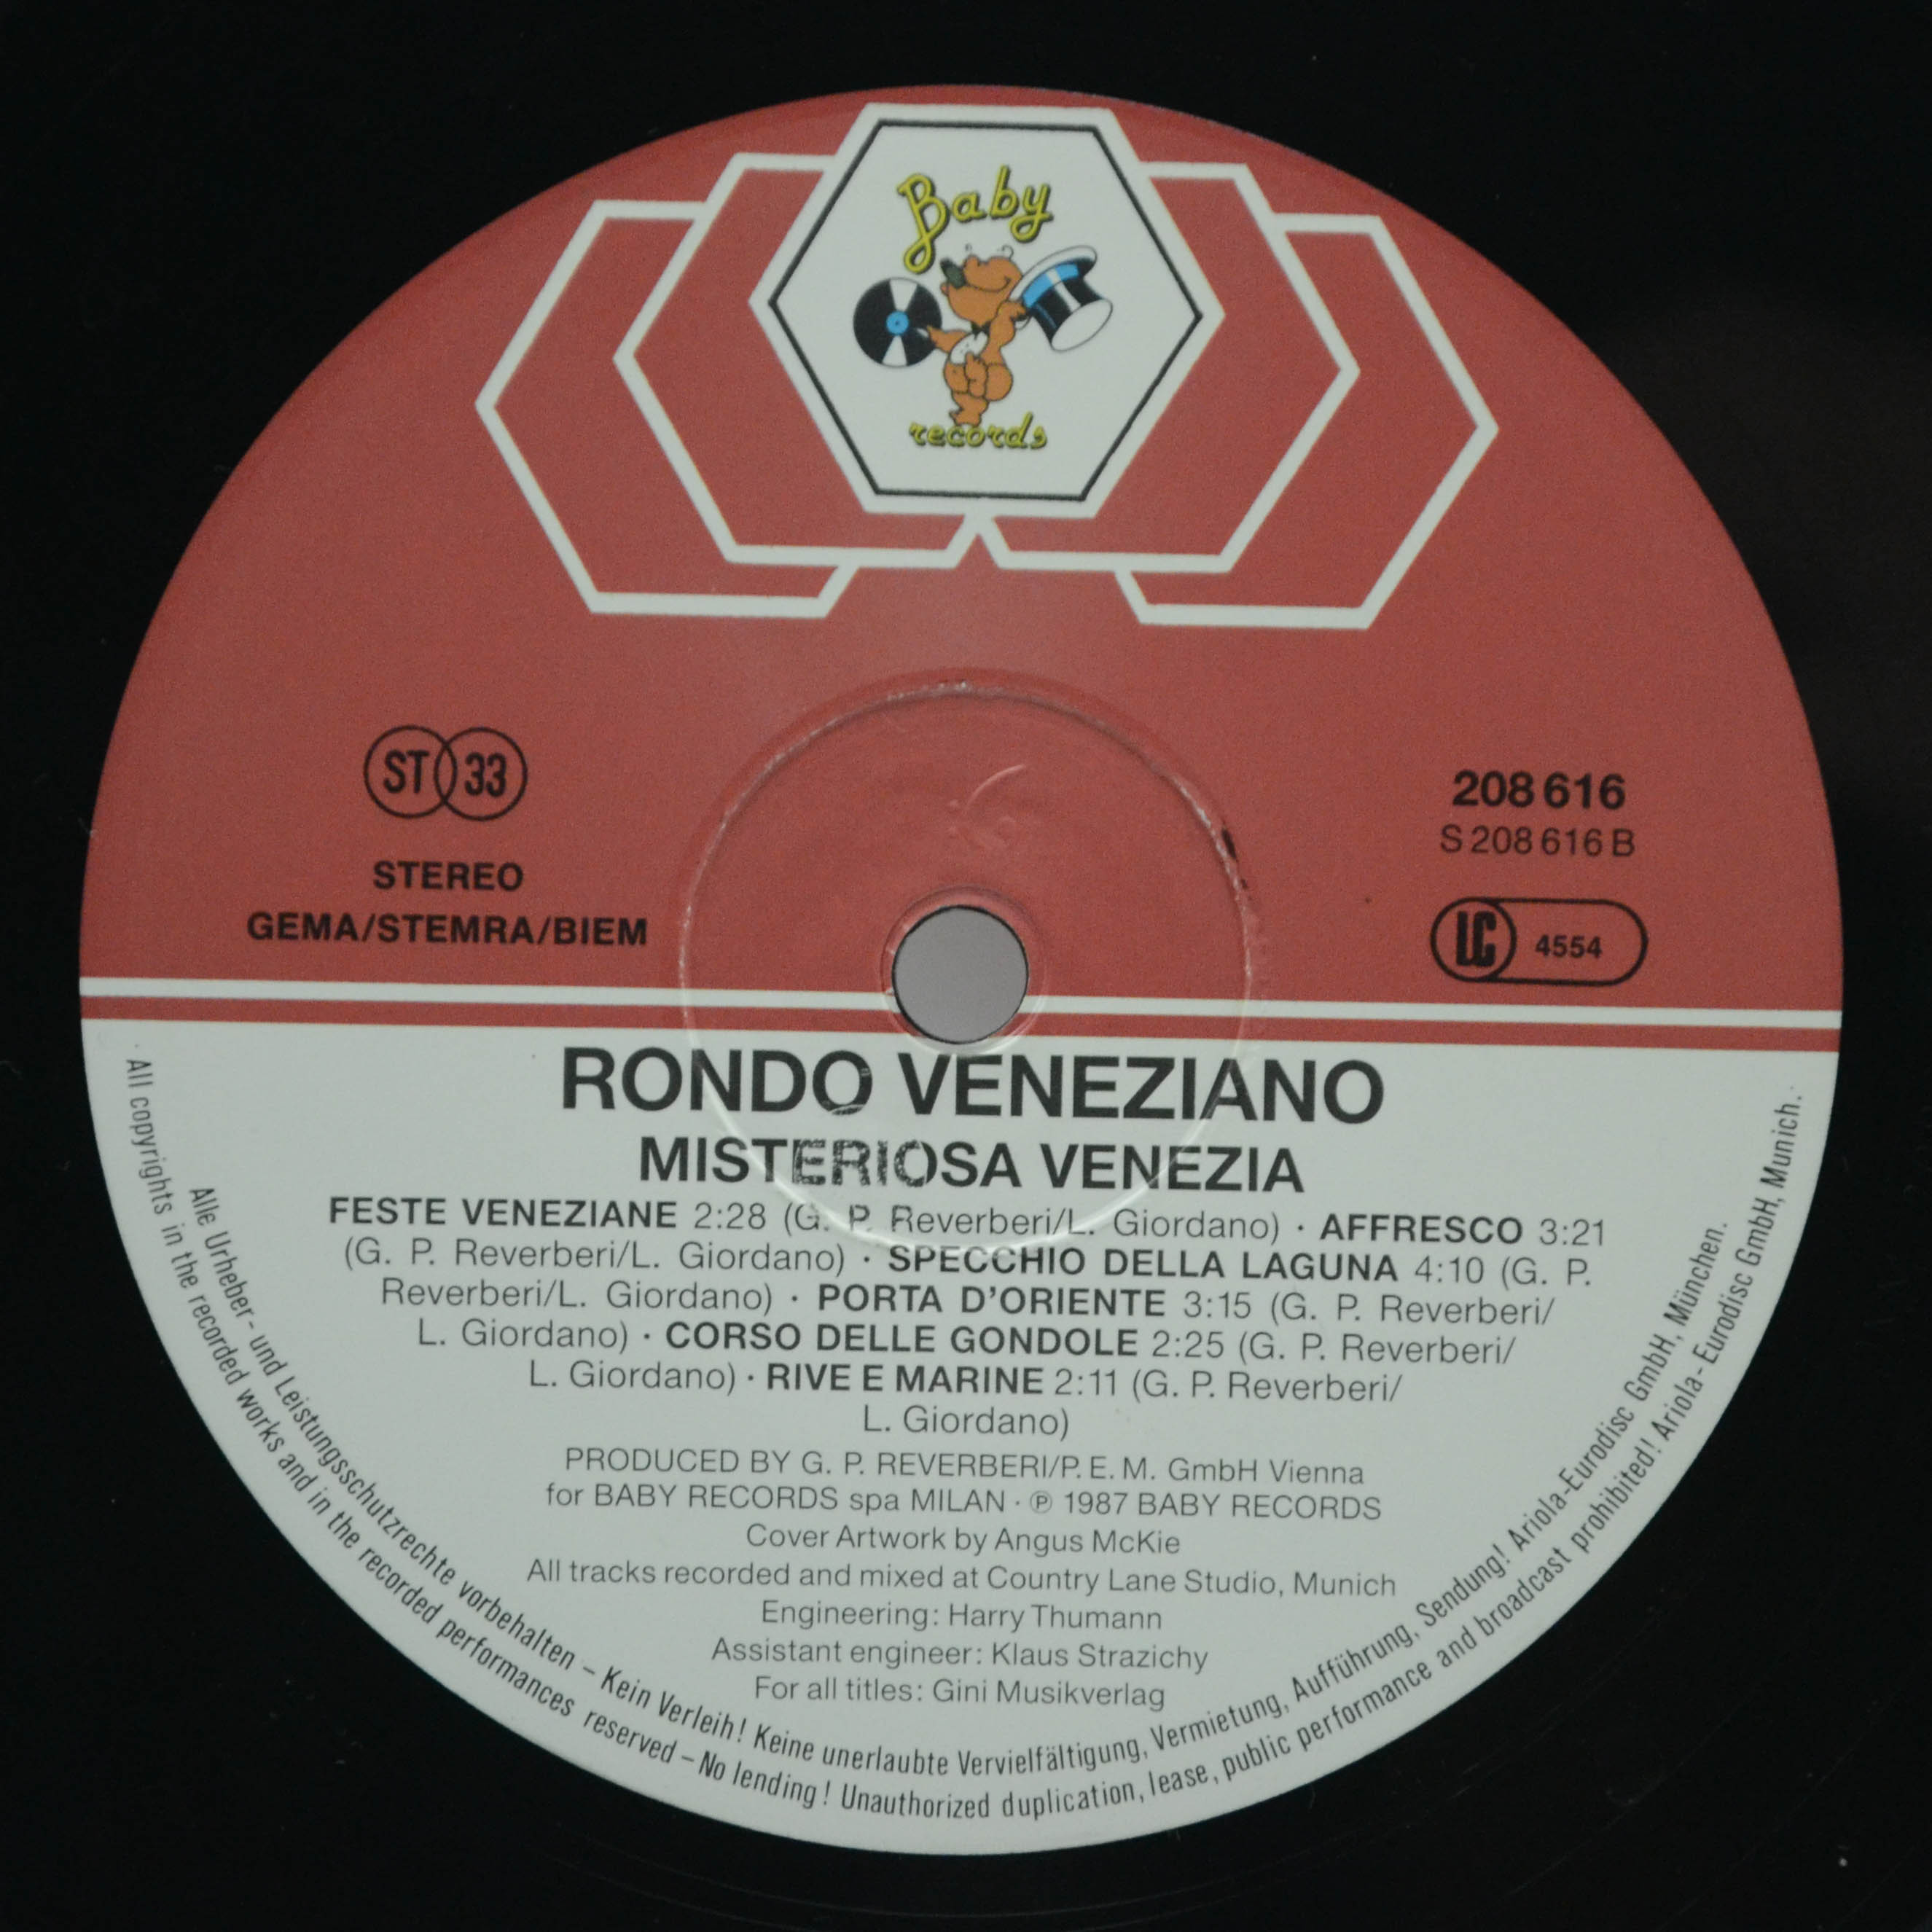 Baby
records
ST 33
STEREO
GEMA/STEMRA/BIEM
208 616
S 208 616 B
LC 4554
RONDO VENEZIANO
MISTERIOSA VENEZIA
FESTE VENEZIANE 2:28 (G. P. Reverberi/L. Giordano) · AFFRESCO 3:21
(G. P. Reverberi/L. Giordano) · SPECCHIO DELLA LAGUNA 4:10 (G. P.
Reverberi/L. Giordano) · PORTA D'ORIENTE 3:15 (G. P. Reverberi/
L. Giordano) · CORSO DELLE GONDOLE 2:25 (G. P. Reverberi/
L. Giordano) · RIVE E MARINE 2:11 (G. P. Reverberi/
L. Giordano)
PRODUCED BY G. P. REVERBERI/P. E. M. GmbH Vienna
for BABY RECORDS spa MILAN · ℗ 1987 BABY RECORDS
Cover Artwork by Angus McKie
All tracks recorded and mixed at Country Lane Studio, Munich
Engineering: Harry Thumann
Assistant engineer: Klaus Strazichy
For all titles: Gini Musikverlag
Alle Urheber- und Leistungsschutzrechte vorbehalten – Kein Verleih! Keine unerlaubte Vervielfältigung, Vermietung, Aufführung, Sendung! Ariola-Eurodisc GmbH, München.
· All copyrights in the recorded works and in the recorded performances reserved – No lending! Unauthorized duplication, lease, public performance and broadcast prohibited! Ariola-Eurodisc GmbH, Munich. ·